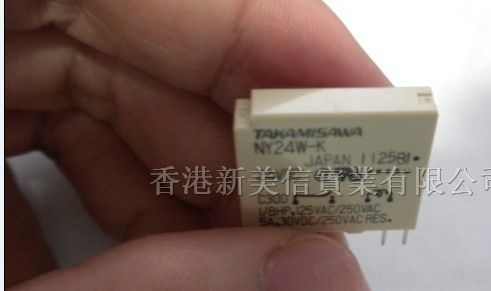 TAKAMISAWA
NY24W-K
JAPAN 1125B1
香港新美信實業有限公司
C300
1/8HP.125VAC/250VAC
5A.30VDC/250VAC RES.